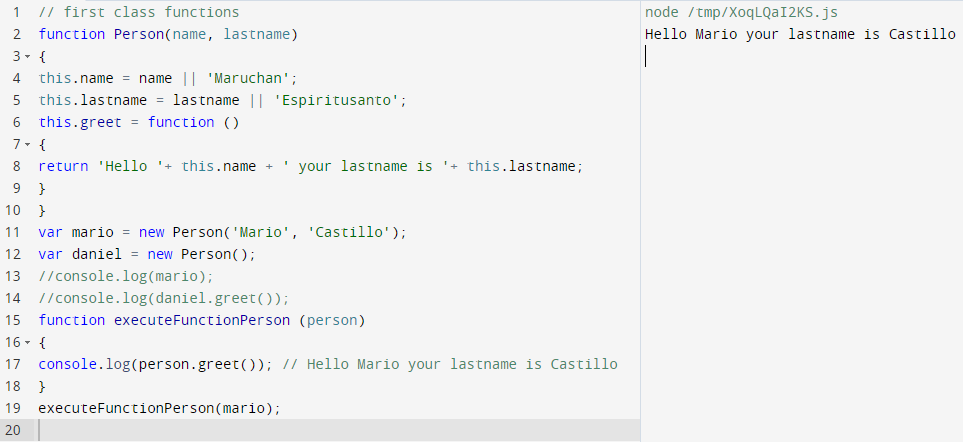 1 // first class functions
2 function Person(name, lastname)
3 {
4 this.name = name || 'Maruchan';
5 this.lastname = lastname || 'Espiritusanto';
6 this.greet = function ()
7 {
8 return 'Hello '+ this.name + ' your lastname is '+ this.lastname;
9 }
10 }
11 var mario = new Person('Mario', 'Castillo');
12 var daniel = new Person();
13 //console.log(mario);
14 //console.log(daniel.greet());
15 function executeFunctionPerson (person)
16 {
17 console.log(person.greet()); // Hello Mario your lastname is Castillo
18 }
19 executeFunctionPerson(mario);
20
node /tmp/XoqLQaI2KS.js
Hello Mario your lastname is Castillo